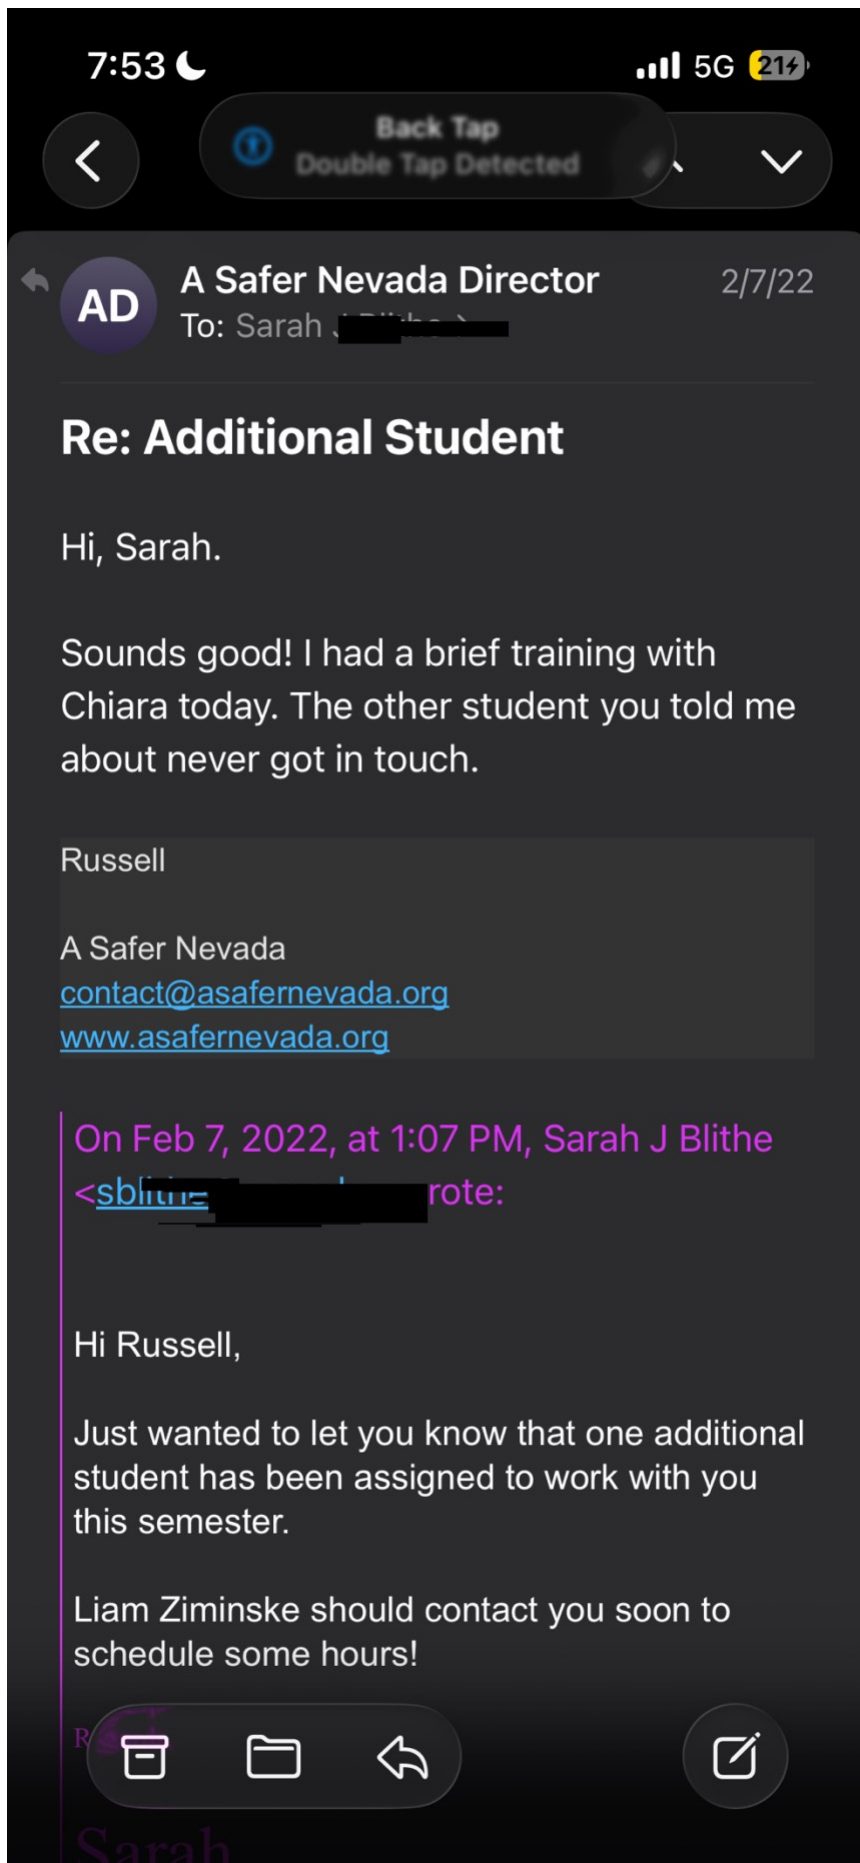 7:53
5G 21
Back Tap
Double Tap Detected
AD
A Safer Nevada Director
2/7/22
To: Sarah J
Re: Additional Student
Hi, Sarah.
Sounds good! I had a brief training with
Chiara today. The other student you told me
about never got in touch.
Russell
A Safer Nevada
contact@asafernevada.org
www.asafernevada.org
On Feb 7, 2022, at 1:07 PM, Sarah J Blithe
rote:
Hi Russell,
Just wanted to let you know that one additional
student has been assigned to work with you
this semester.
Liam Ziminske should contact you soon to
schedule some hours!
Sarah